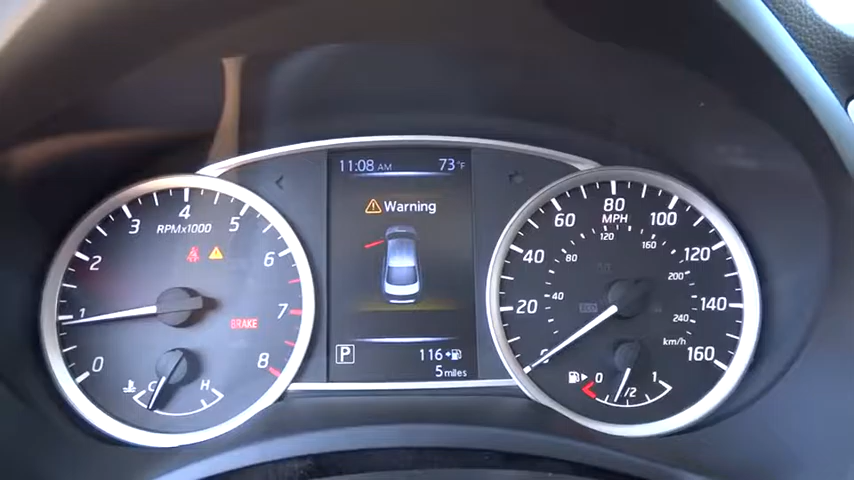 11:08 AM 73°F
Warning
P 116
5 miles
RPMx1000
0 1 2 3 4 5 6 7 8
BRAKE
C H
MPH
0 20 40 60 80 100 120 140 160
km/h
40 80 120 160 200 240
ECO
0 1/2 1